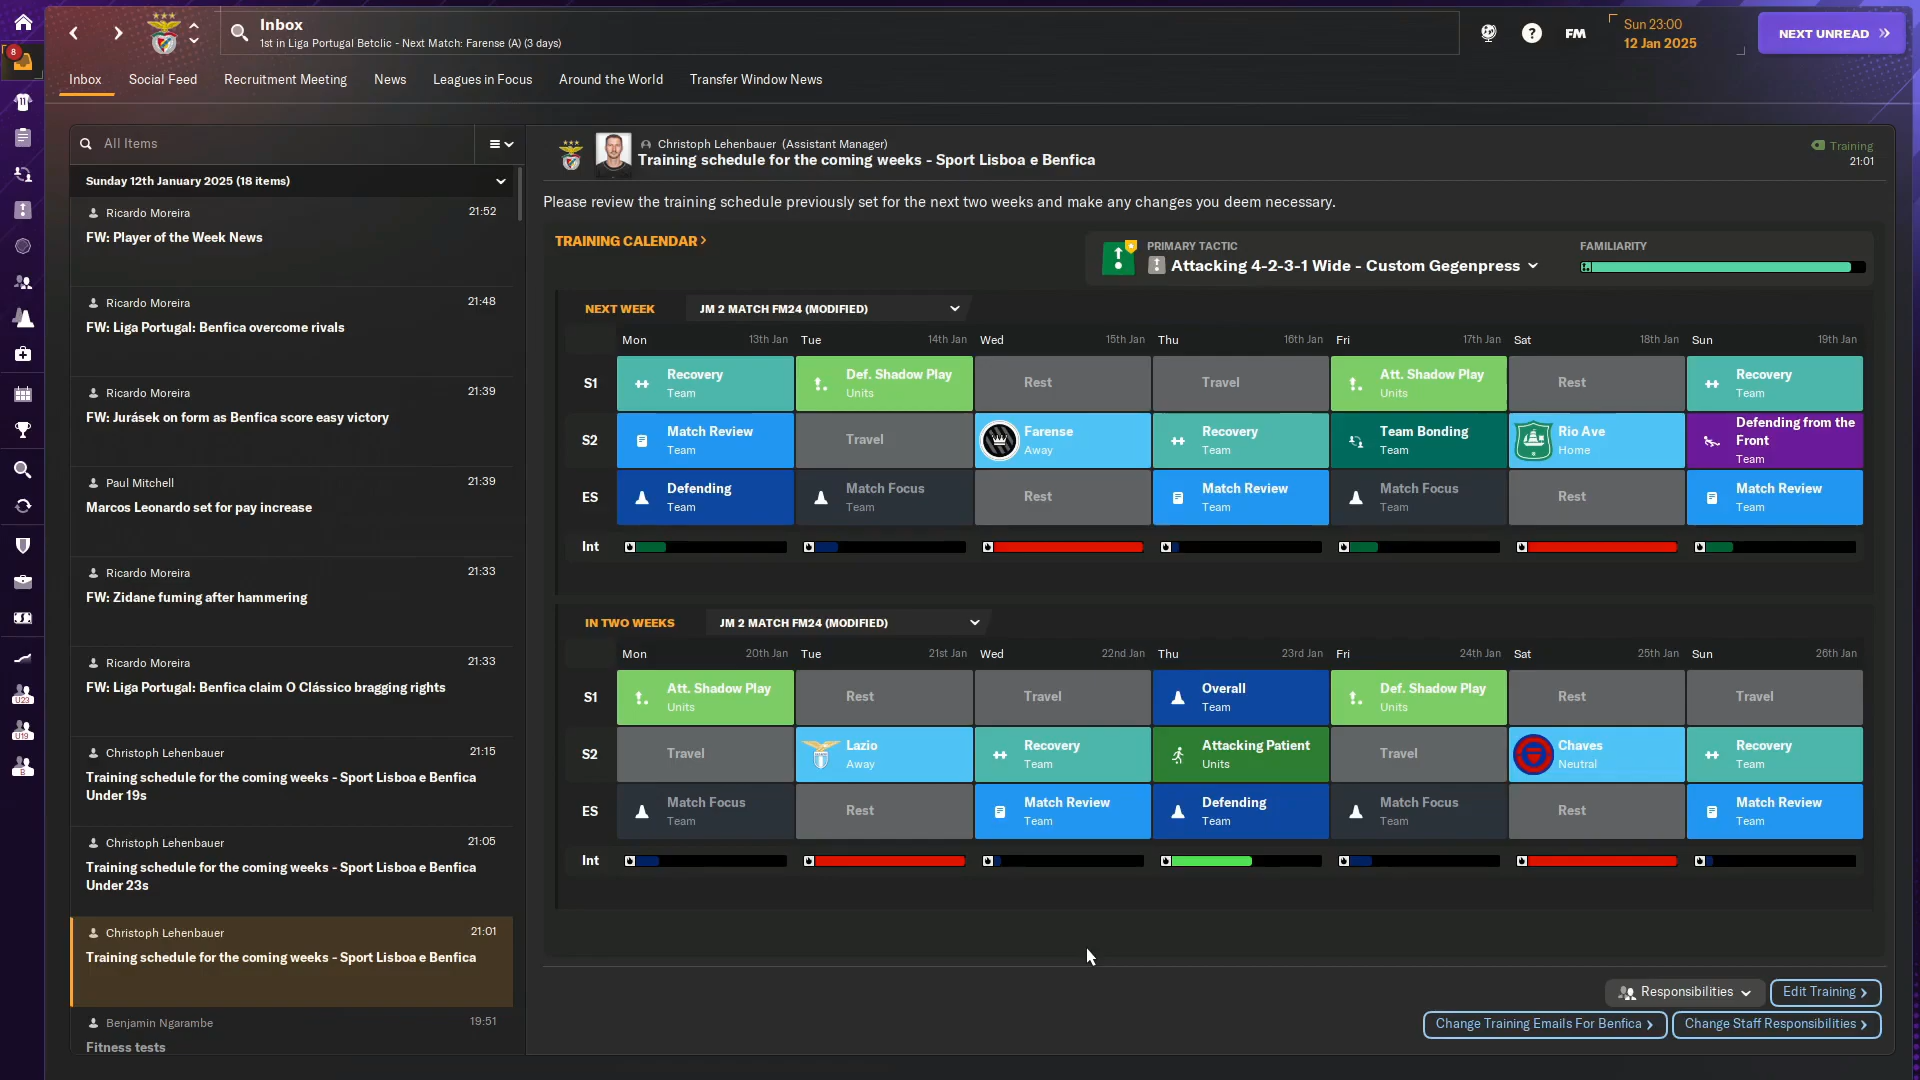 Inbox
1st in Liga Portugal Betclic - Next Match: Farense (A) (3 days)
FM
Sun 23:00
12 Jan 2025
NEXT UNREAD
8
Inbox
Social Feed
Recruitment Meeting
News
Leagues in Focus
Around the World
Transfer Window News
All Items
Sunday 12th January 2025 (18 items)
Ricardo Moreira
21:52
FW: Player of the Week News
Ricardo Moreira
21:48
FW: Liga Portugal: Benfica overcome rivals
Ricardo Moreira
21:39
FW: Jurásek on form as Benfica score easy victory
Paul Mitchell
21:39
Marcos Leonardo set for pay increase
Ricardo Moreira
21:33
FW: Zidane fuming after hammering
Ricardo Moreira
21:33
FW: Liga Portugal: Benfica claim O Clássico bragging rights
Christoph Lehenbauer
21:15
Training schedule for the coming weeks - Sport Lisboa e Benfica
Under 19s
Christoph Lehenbauer
21:05
Training schedule for the coming weeks - Sport Lisboa e Benfica
Under 23s
Christoph Lehenbauer
21:01
Training schedule for the coming weeks - Sport Lisboa e Benfica
Benjamin Ngarambe
19:51
Fitness tests
U23
U19
B
Christoph Lehenbauer (Assistant Manager)
Training schedule for the coming weeks - Sport Lisboa e Benfica
Training
21:01
Please review the training schedule previously set for the next two weeks and make any changes you deem necessary.
TRAINING CALENDAR
PRIMARY TACTIC
Attacking 4-2-3-1 Wide - Custom Gegenpress
FAMILIARITY
NEXT WEEK
JM 2 MATCH FM24 (MODIFIED)
Mon 13th Jan Tue 14th Jan Wed 15th Jan Thu 16th Jan Fri 17th Jan Sat 18th Jan Sun 19th Jan
S1
Recovery
Team
Def. Shadow Play
Units
Rest
Travel
Att. Shadow Play
Units
Rest
Recovery
Team
S2
Match Review
Team
Travel
Farense
Away
Recovery
Team
Team Bonding
Team
Rio Ave
Home
Defending from the
Front
Team
ES
Defending
Team
Match Focus
Team
Rest
Match Review
Team
Match Focus
Team
Rest
Match Review
Team
Int
IN TWO WEEKS
JM 2 MATCH FM24 (MODIFIED)
Mon 20th Jan Tue 21st Jan Wed 22nd Jan Thu 23rd Jan Fri 24th Jan Sat 25th Jan Sun 26th Jan
S1
Att. Shadow Play
Units
Rest
Travel
Overall
Team
Def. Shadow Play
Units
Rest
Travel
S2
Travel
Lazio
Away
Recovery
Team
Attacking Patient
Units
Travel
Chaves
Neutral
Recovery
Team
ES
Match Focus
Team
Rest
Match Review
Team
Defending
Team
Match Focus
Team
Rest
Match Review
Team
Int
Responsibilities
Edit Training
Change Training Emails For Benfica
Change Staff Responsibilities